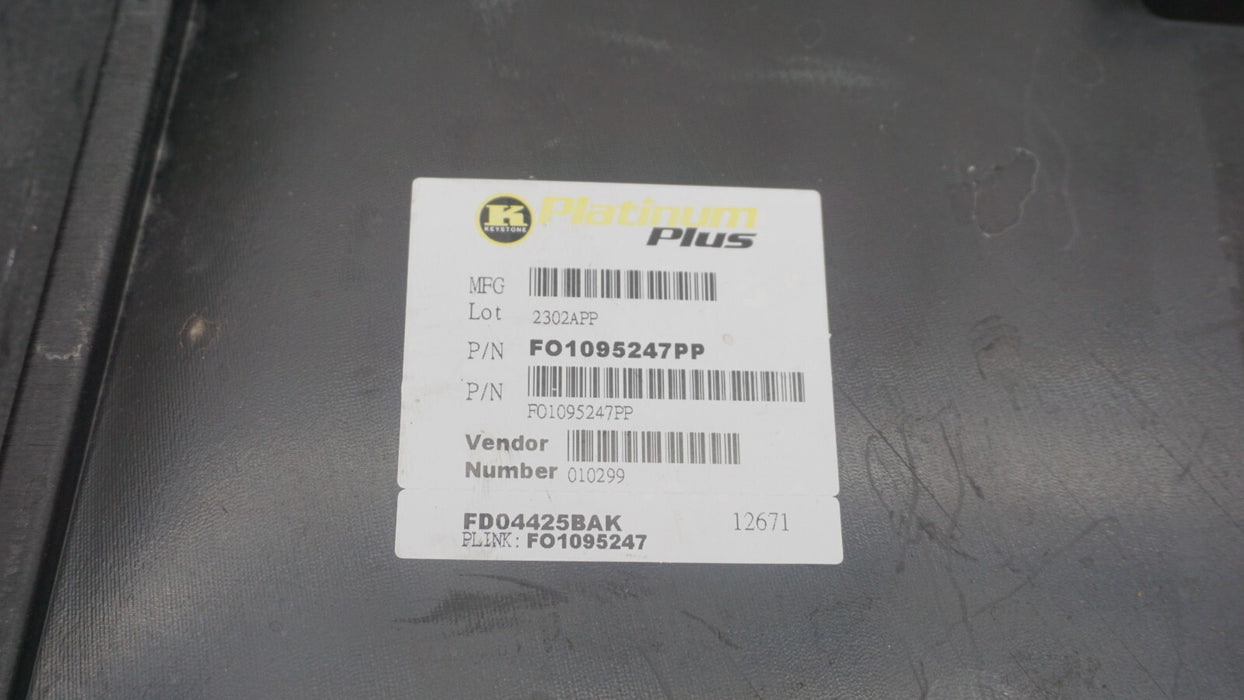 K
KEYSTONE
Platinum
Plus
MFG
Lot 2302APP
P/N FO1095247PP
P/N
FO1095247PP
Vendor
Number 010299
FD04425BAK 12671
PLINK: FO1095247